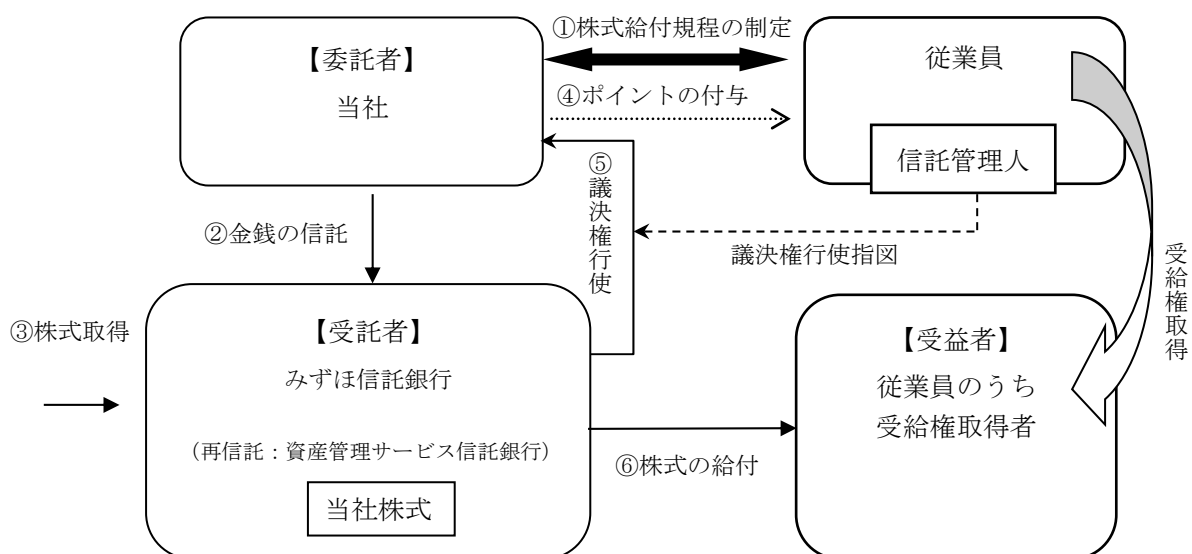 ①株式給付規程の制定
【委託者】
当社
従業員
④ポイントの付与
信託管理人
⑤議決権行使
②金銭の信託
議決権行使指図
受給権取得
③株式取得
【受託者】
みずほ信託銀行
（再信託：資産管理サービス信託銀行）
当社株式
【受益者】
従業員のうち
受給権取得者
⑥株式の給付